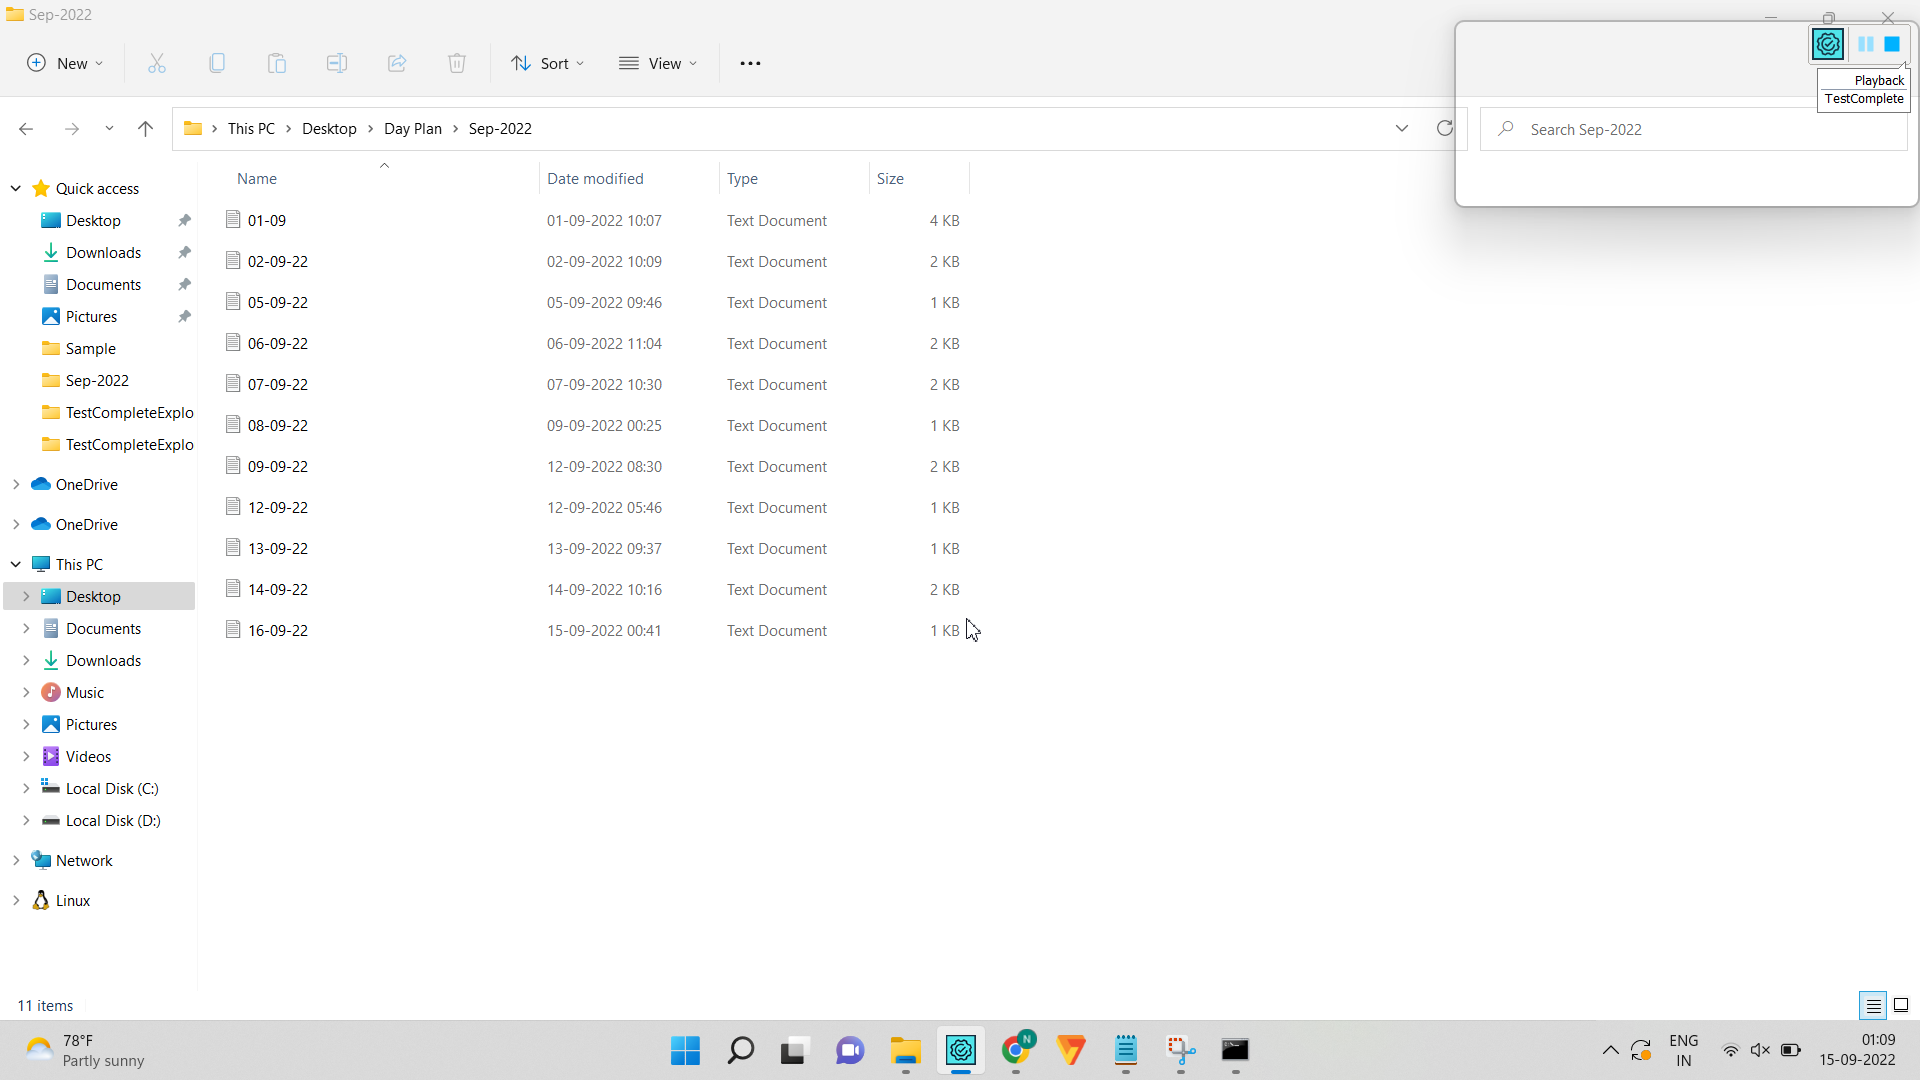 Sep-2022
New
Sort
View
Playback
TestComplete
This PC
Desktop
Day Plan
Sep-2022
Search Sep-2022
Name
Date modified
Type
Size
Quick access
Desktop
Downloads
Documents
Pictures
Sample
Sep-2022
TestCompleteExplo
TestCompleteExplo
OneDrive
OneDrive
This PC
Desktop
Documents
Downloads
Music
Pictures
Videos
Local Disk (C:)
Local Disk (D:)
Network
Linux
01-09 01-09-2022 10:07 Text Document 4 KB
02-09-22 02-09-2022 10:09 Text Document 2 KB
05-09-22 05-09-2022 09:46 Text Document 1 KB
06-09-22 06-09-2022 11:04 Text Document 2 KB
07-09-22 07-09-2022 10:30 Text Document 2 KB
08-09-22 09-09-2022 00:25 Text Document 1 KB
09-09-22 12-09-2022 08:30 Text Document 2 KB
12-09-22 12-09-2022 05:46 Text Document 1 KB
13-09-22 13-09-2022 09:37 Text Document 1 KB
14-09-22 14-09-2022 10:16 Text Document 2 KB
16-09-22 15-09-2022 00:41 Text Document 1 KB
11 items
78°F
Partly sunny
N
ENG
IN
01:09
15-09-2022